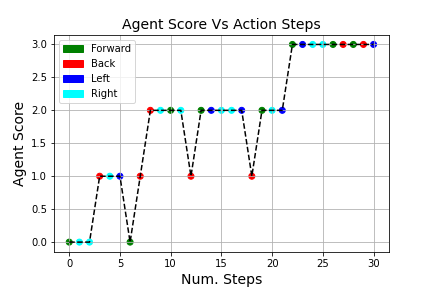 Agent Score Vs Action Steps
3.0
2.5
2.0
1.5
1.0
0.5
0.0
Agent Score
Forward
Back
Left
Right
0 5 10 15 20 25 30
Num. Steps